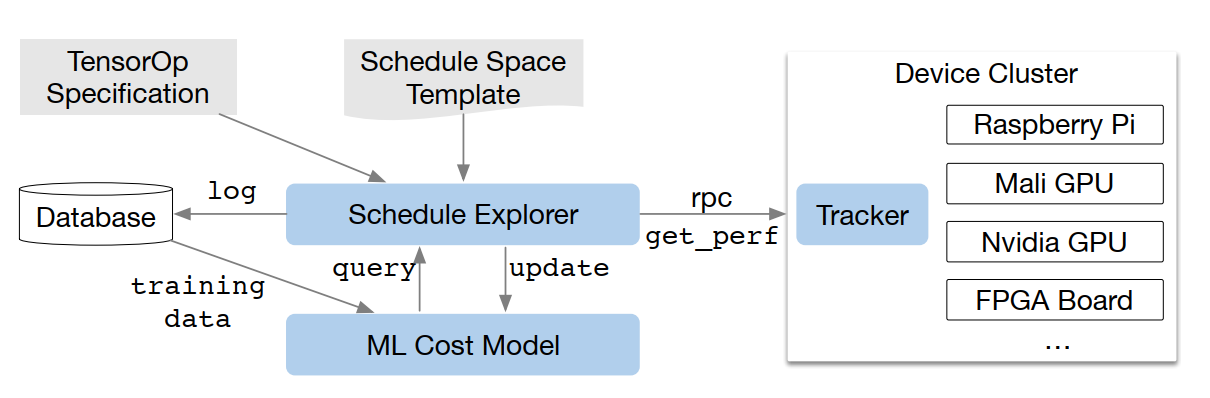 TensorOp
Specification
Schedule Space
Template
Device Cluster
Raspberry Pi
Mali GPU
Nvidia GPU
FPGA Board
...
Tracker
Database
log
Schedule Explorer
rpc
get_perf
training
data
query
update
ML Cost Model